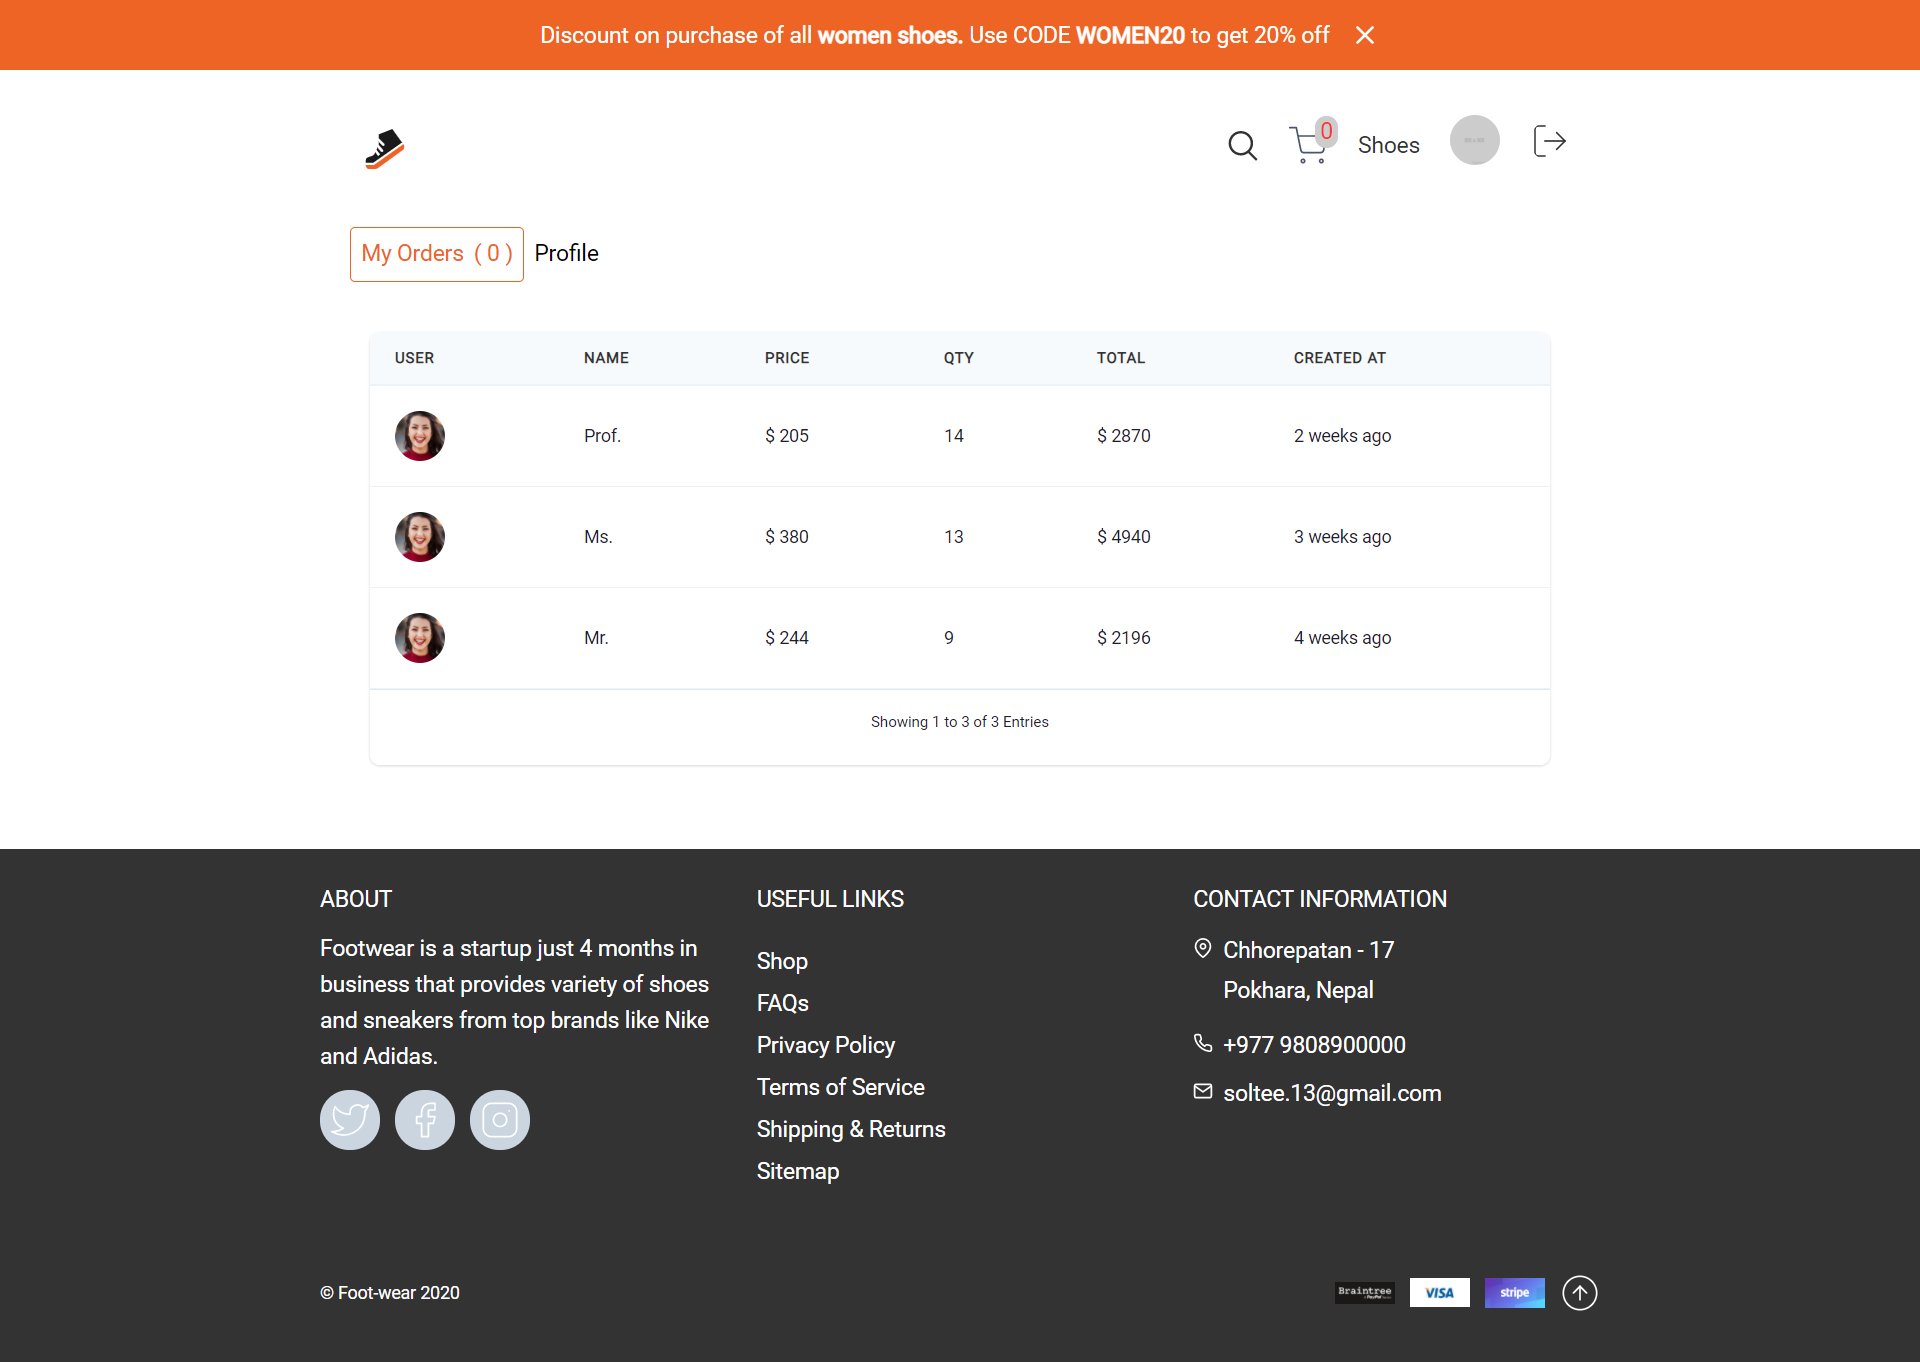 Discount on purchase of all women shoes. Use CODE WOMEN20 to get 20% off
0
Shoes
My Orders ( 0 ) Profile
USER NAME PRICE QTY TOTAL CREATED AT
Prof. $ 205 14 $ 2870 2 weeks ago
Ms. $ 380 13 $ 4940 3 weeks ago
Mr. $ 244 9 $ 2196 4 weeks ago
Showing 1 to 3 of 3 Entries
ABOUT
Footwear is a startup just 4 months in
business that provides variety of shoes
and sneakers from top brands like Nike
and Adidas.
USEFUL LINKS
Shop
FAQs
Privacy Policy
Terms of Service
Shipping & Returns
Sitemap
CONTACT INFORMATION
Chhorepatan - 17
Pokhara, Nepal
+977 9808900000
soltee.13@gmail.com
© Foot-wear 2020
Braintree
VISA
stripe